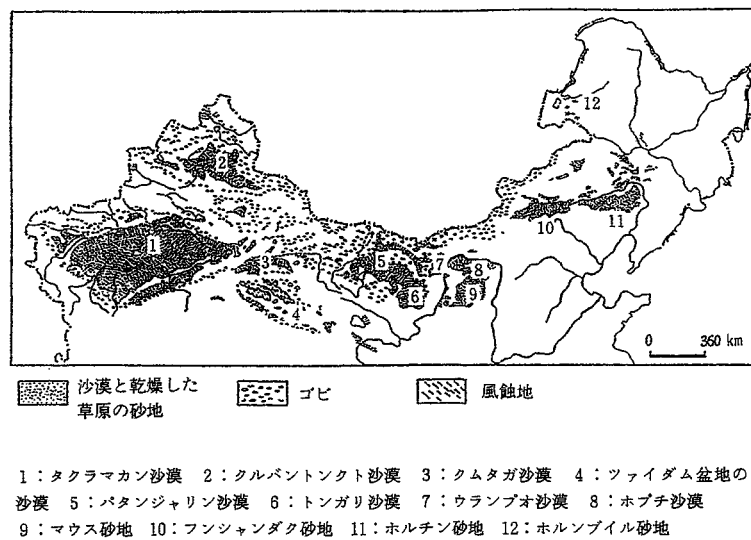 12
2
1
3
4
5
7
8
6
9
10
11
0 360 km
沙漠と乾燥した
草原の砂地
ゴビ
風蝕地
1：タクラマカン沙漠 2：クルバントンクト沙漠 3：クムタガ沙漠 4：ツァイダム盆地の
沙漠 5：パタンジャリン沙漠 6：トンガリ沙漠 7：ウランプオ沙漠 8：ホプチ沙漠
9：マウス砂地 10：フンシャンダク砂地 11：ホルチン砂地 12：ホルンブイル砂地